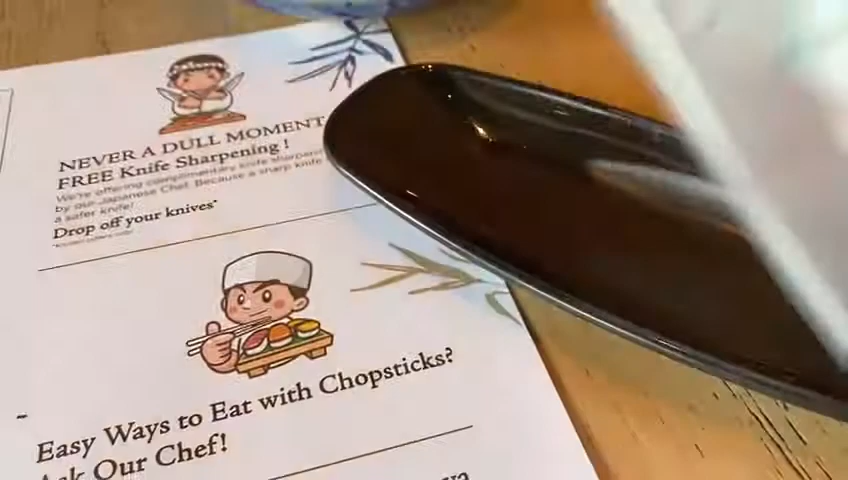 NEVER A DULL MOMENT
FREE Knife Sharpening !
We're offering complimentary knife sharpening
by our Japanese Chef. Because a sharp knife
a safer knife!
Drop off your knives*
Easy Ways to Eat with Chopsticks?
Ask Our Chef!